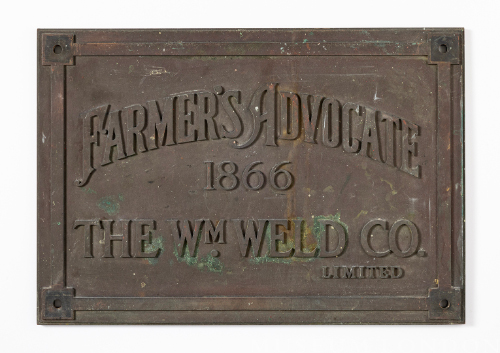 FARMER'S ADVOCATE
1866
THE WM. WELD CO.
LIMITED